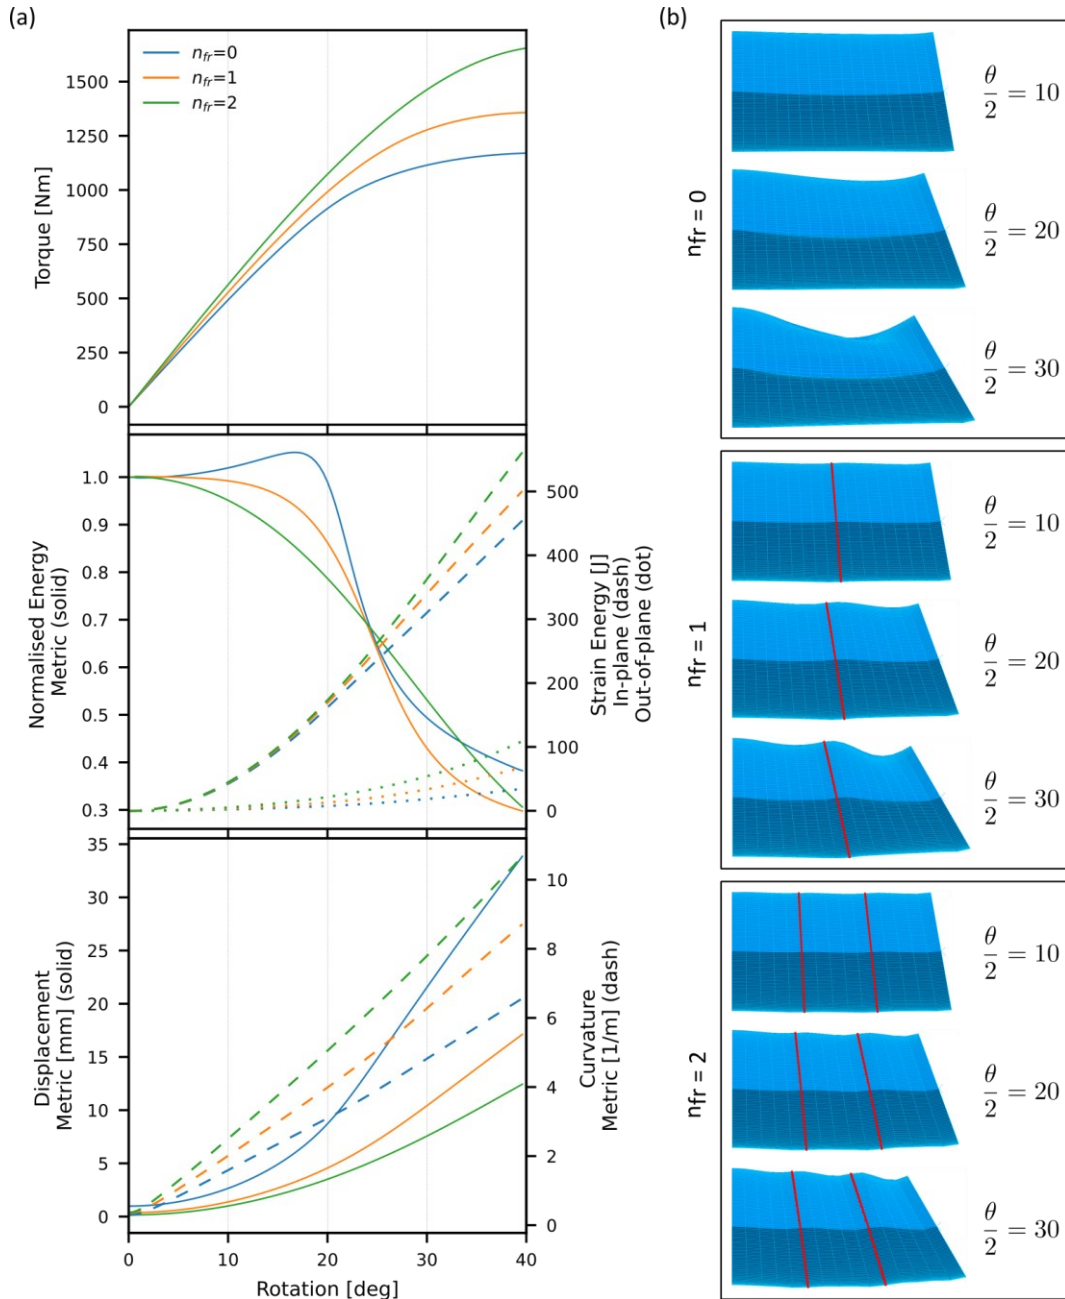 (a)
n_fr=0
n_fr=1
n_fr=2
1500
1250
1000
750
500
250
0
Torque [Nm]
1.0
0.9
0.8
0.7
0.6
0.5
0.4
0.3
Normalised Energy
Metric (solid)
500
400
300
200
100
0
Strain Energy [J]
In-plane (dash)
Out-of-plane (dot)
35
30
25
20
15
10
5
0
Displacement
Metric [mm] (solid)
10
8
6
4
2
0
Curvature
Metric [1/m] (dash)
0 10 20 30 40
Rotation [deg]
(b)
n_fr = 0
θ/2 = 10
θ/2 = 20
θ/2 = 30
n_fr = 1
θ/2 = 10
θ/2 = 20
θ/2 = 30
n_fr = 2
θ/2 = 10
θ/2 = 20
θ/2 = 30